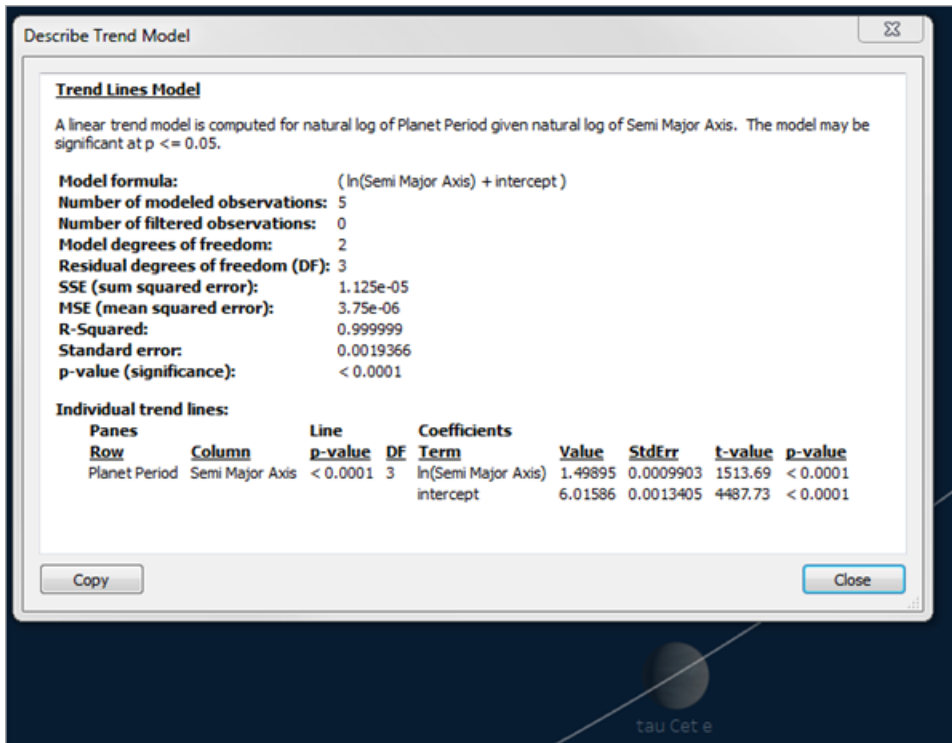 Describe Trend Model
Trend Lines Model
A linear trend model is computed for natural log of Planet Period given natural log of Semi Major Axis.  The model may be
significant at p <= 0.05.
Model formula: ( ln(Semi Major Axis) + intercept )
Number of modeled observations: 5
Number of filtered observations: 0
Model degrees of freedom: 2
Residual degrees of freedom (DF): 3
SSE (sum squared error): 1.125e-05
MSE (mean squared error): 3.75e-06
R-Squared: 0.999999
Standard error: 0.0019366
p-value (significance): < 0.0001
Individual trend lines:
Panes Line Coefficients
Row Column p-value DF Term Value StdErr t-value p-value
Planet Period Semi Major Axis < 0.0001 3 ln(Semi Major Axis) 1.49895 0.0009903 1513.69 < 0.0001
intercept 6.01586 0.0013405 4487.73 < 0.0001
Copy Close
tau Cet e